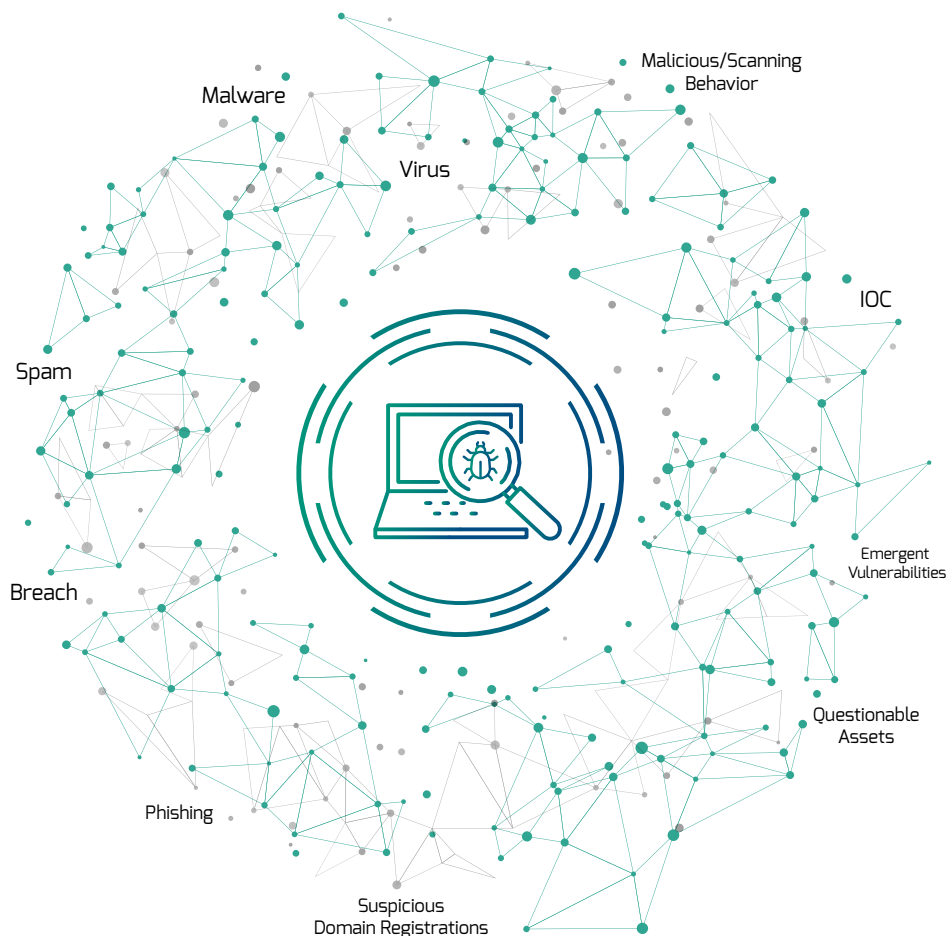 Malicious/Scanning
Behavior
Malware
Virus
IOC
Spam
Emergent
Vulnerabilities
Breach
Questionable
Assets
Phishing
Suspicious
Domain Registrations